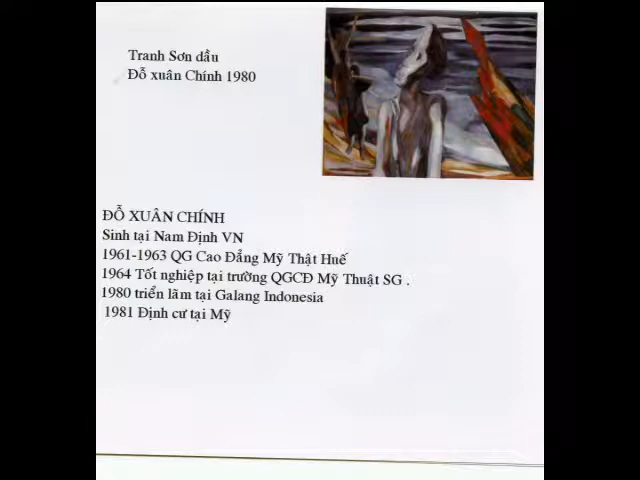 Tranh Sơn dầu
Đỗ xuân Chính 1980
ĐỖ XUÂN CHÍNH
Sinh tại Nam Định VN
1961-1963 QG Cao Đẳng Mỹ Thật Huế
1964 Tốt nghiệp tại trường QGCĐ Mỹ Thuật SG .
1980 triển lãm tại Galang Indonesia
1981 Định cư tại Mỹ